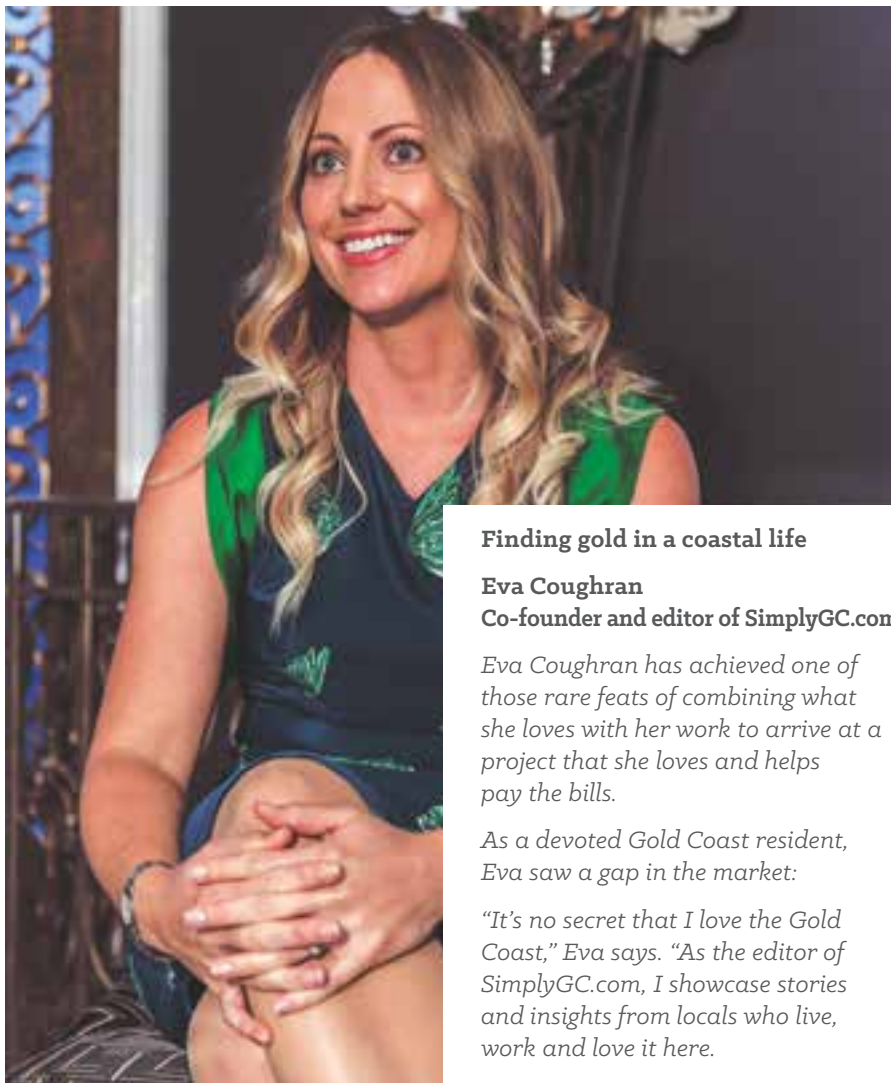 Finding gold in a coastal life
Eva Coughran
Co-founder and editor of SimplyGC.com
Eva Coughran has achieved one of
those rare feats of combining what
she loves with her work to arrive at a
project that she loves and helps
pay the bills.
As a devoted Gold Coast resident,
Eva saw a gap in the market:
“It’s no secret that I love the Gold
Coast,” Eva says. “As the editor of
SimplyGC.com, I showcase stories
and insights from locals who live,
work and love it here.